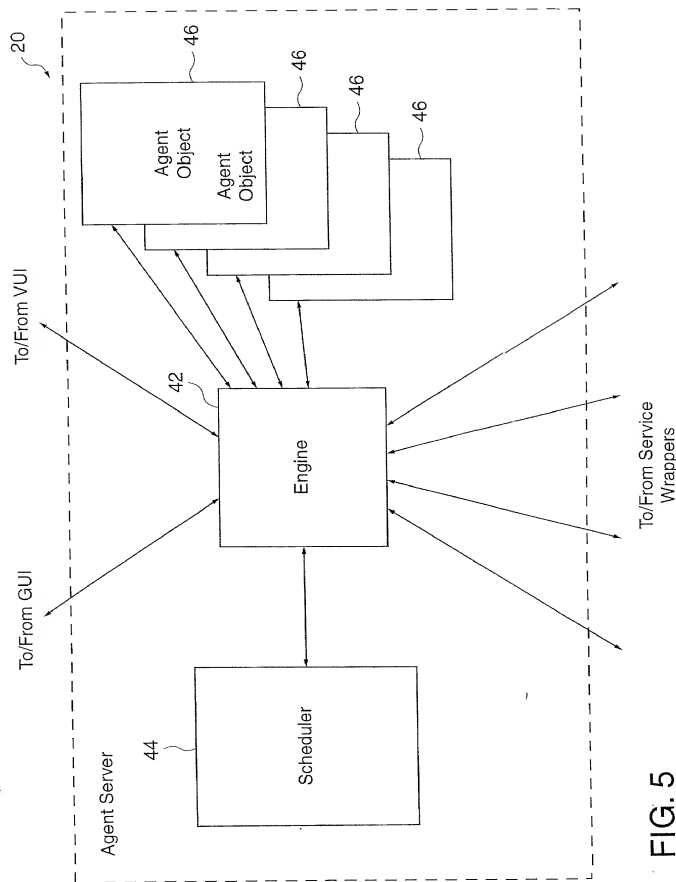 20
To/From GUI
To/From VUI
Agent Server
44
Scheduler
42
Engine
46
Agent
Object
Agent
Object
46
46
46
To/From Service
Wrappers
FIG. 5